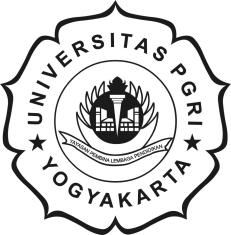 UNIVERSITAS PGRI
YAYASAN PEMBINA LEMBAGA PENDIDIKAN
YOGYAKARTA